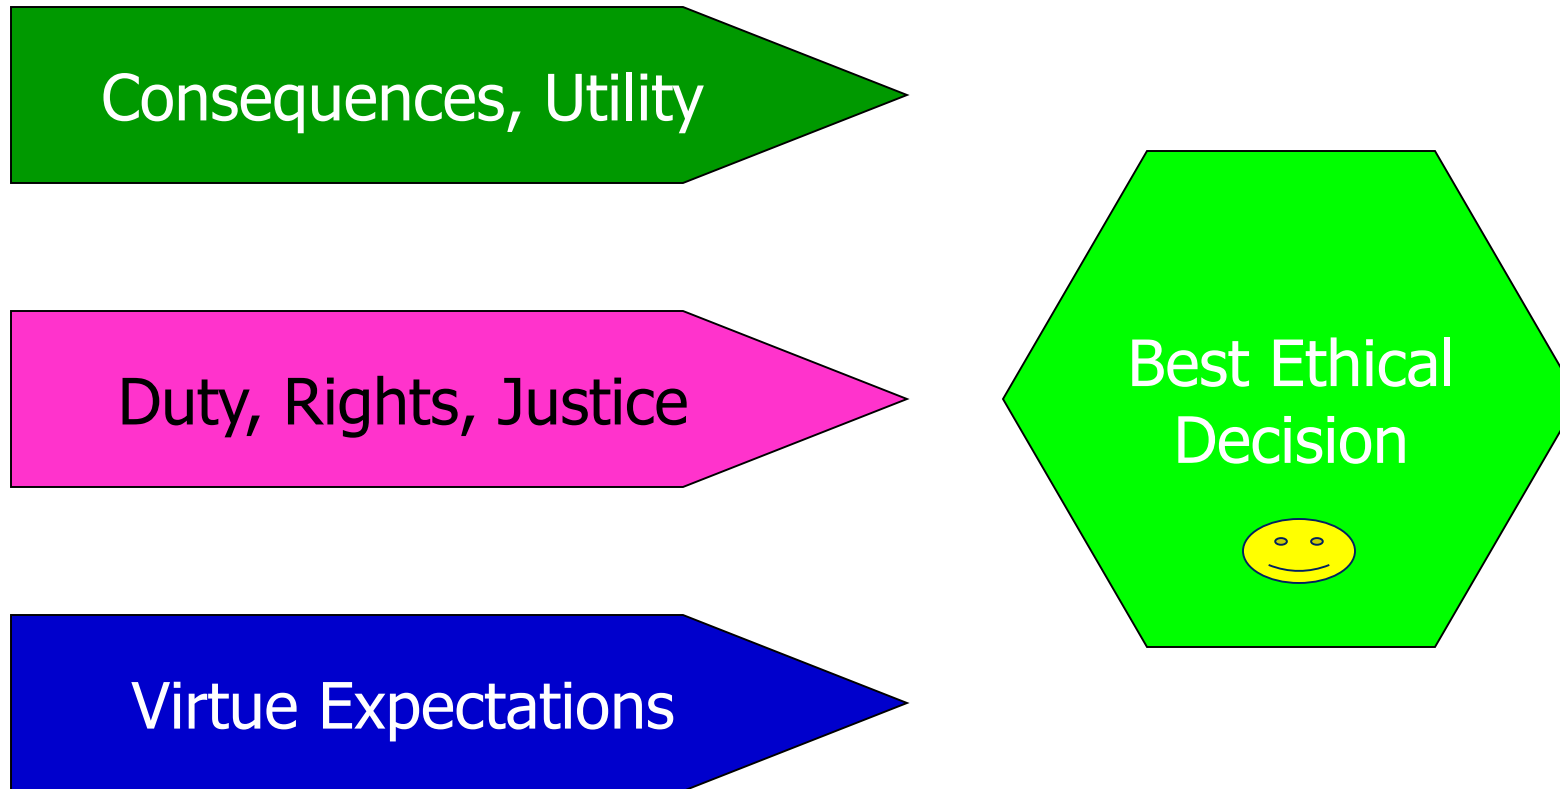 Consequences, Utility
Duty, Rights, Justice
Virtue Expectations
Best Ethical
Decision